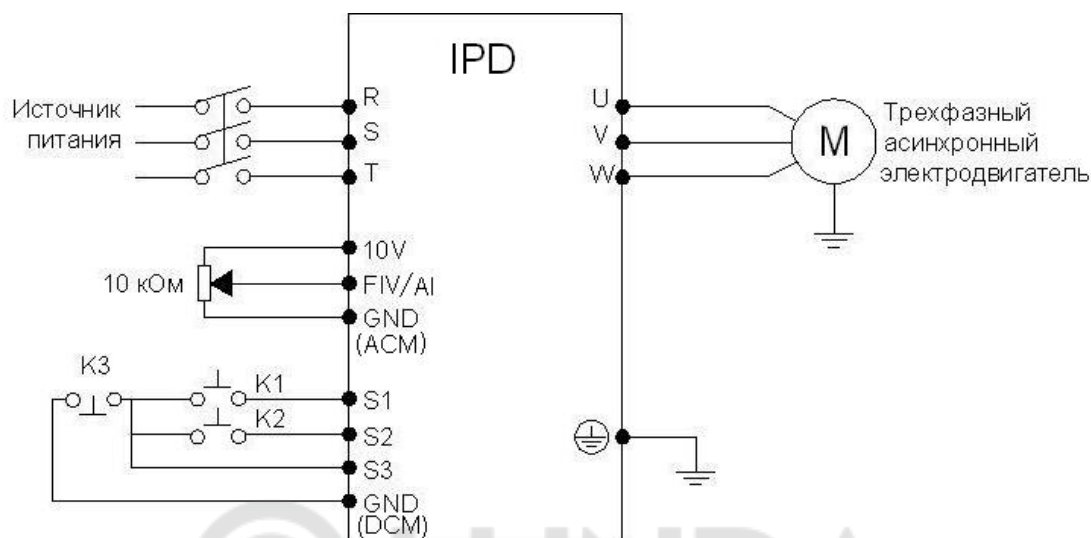 IPD
Источник
питания
R
S
T
U
V
W
M
Трехфазный
асинхронный
электродвигатель
10 кОм
10V
FIV/AI
GND
(ACM)
K3
K1
K2
S1
S2
S3
GND
(DCM)